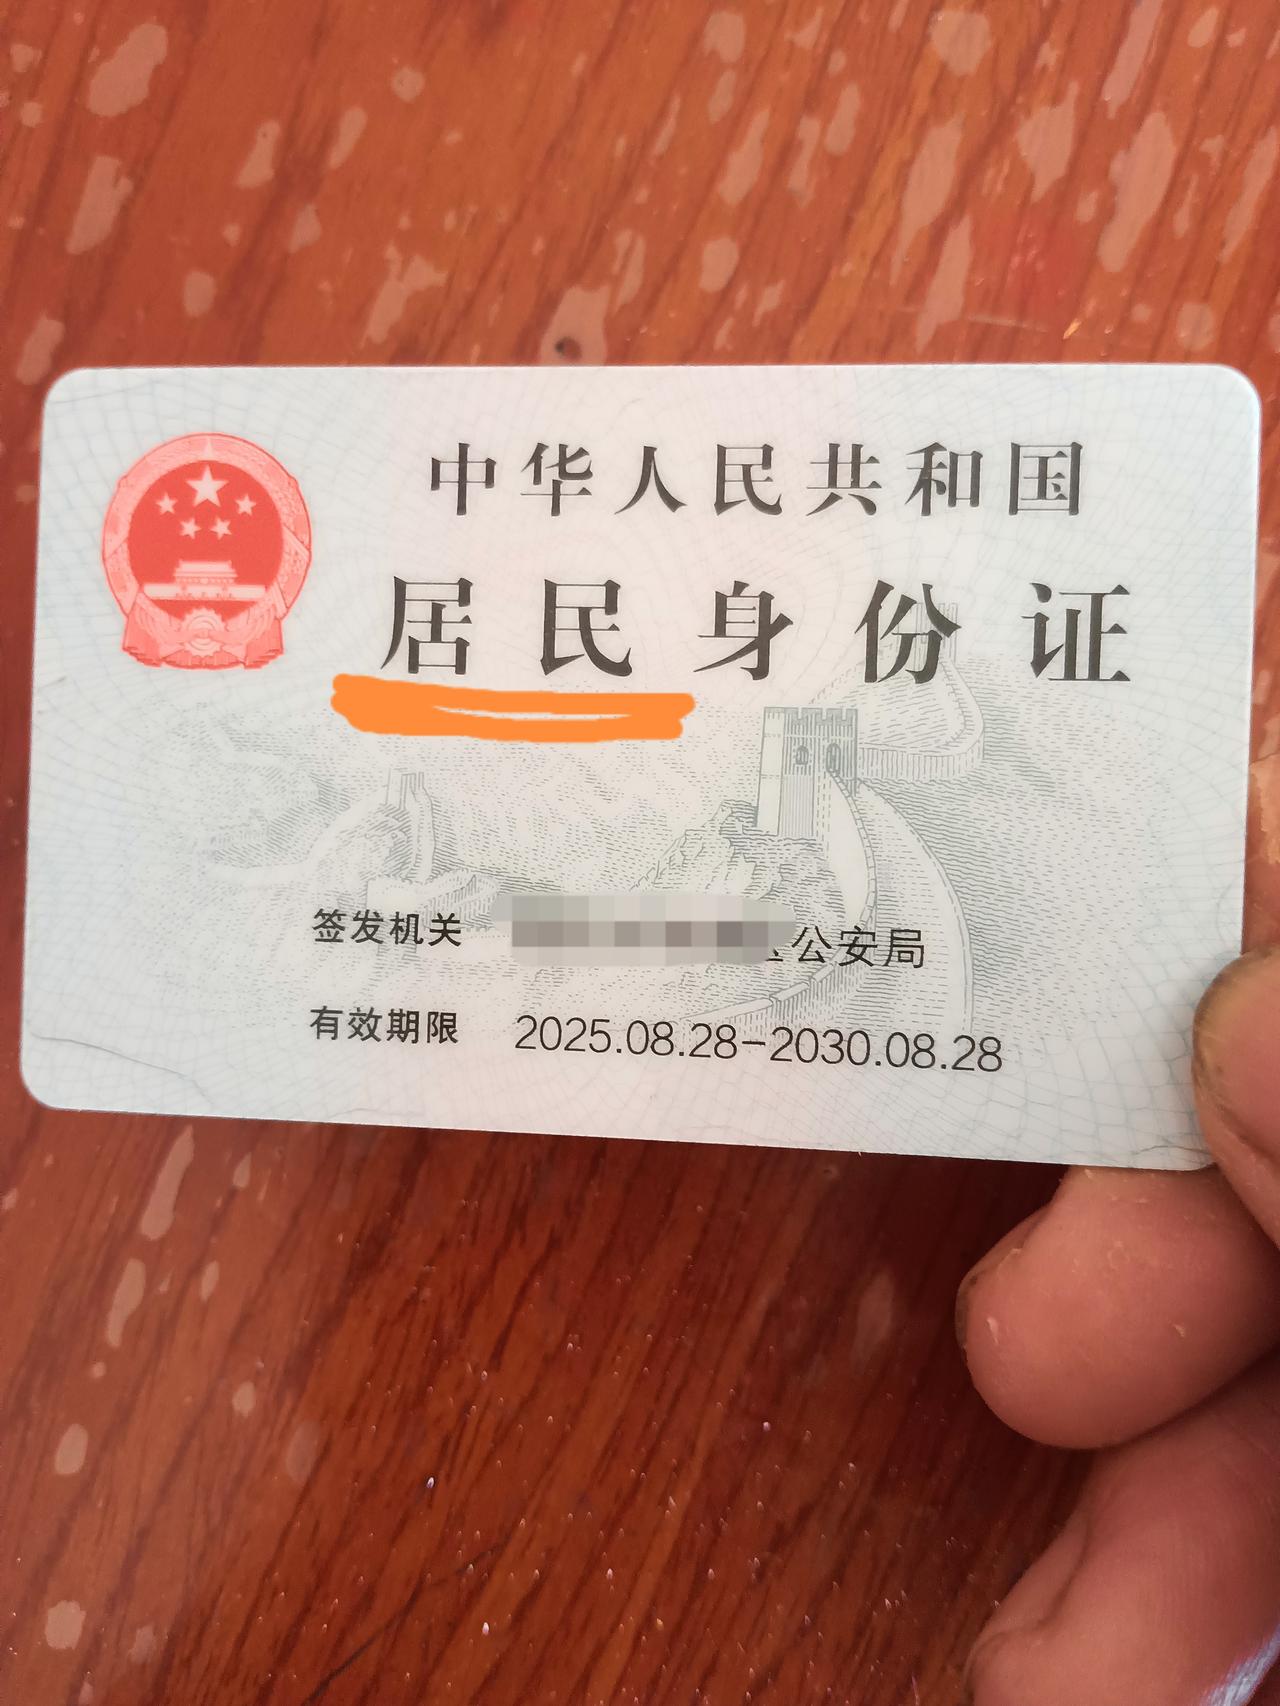 中华人民共和国
居民身份证
签发机关 公安局
有效期限 2025.08.28-2030.08.28